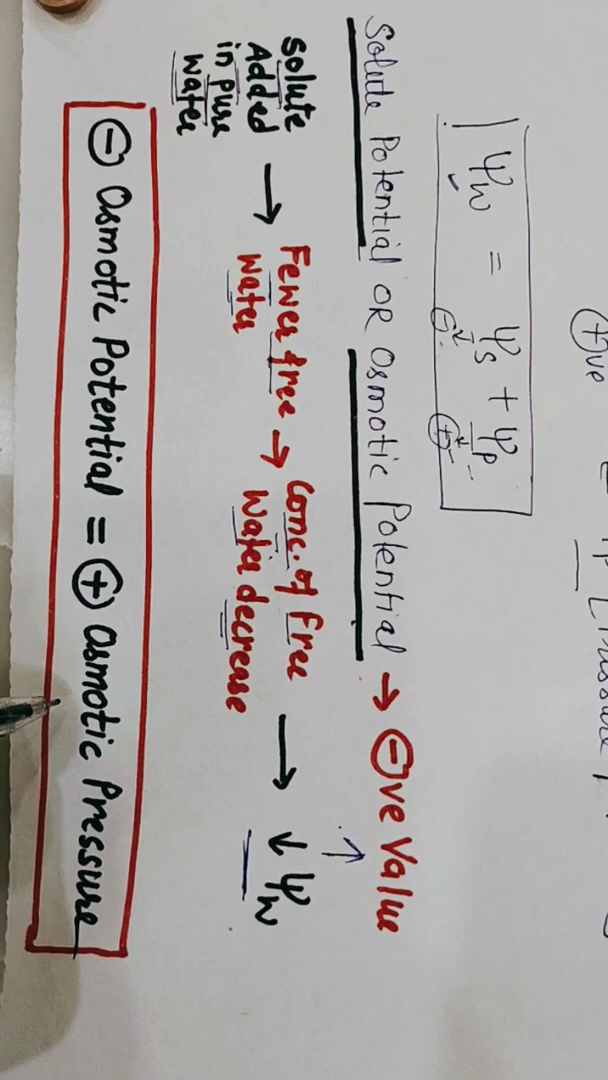 ⊕ve
Ψw = Ψs + Ψp
⊖ ⊕
Solute Potential OR Osmotic Potential → ⊖ve Value
Solute → Fewer free → Conc. of free → ↓ Ψw
Added water water decrease
in pure
water
⊖ Osmotic Potential = ⊕ Osmotic Pressure